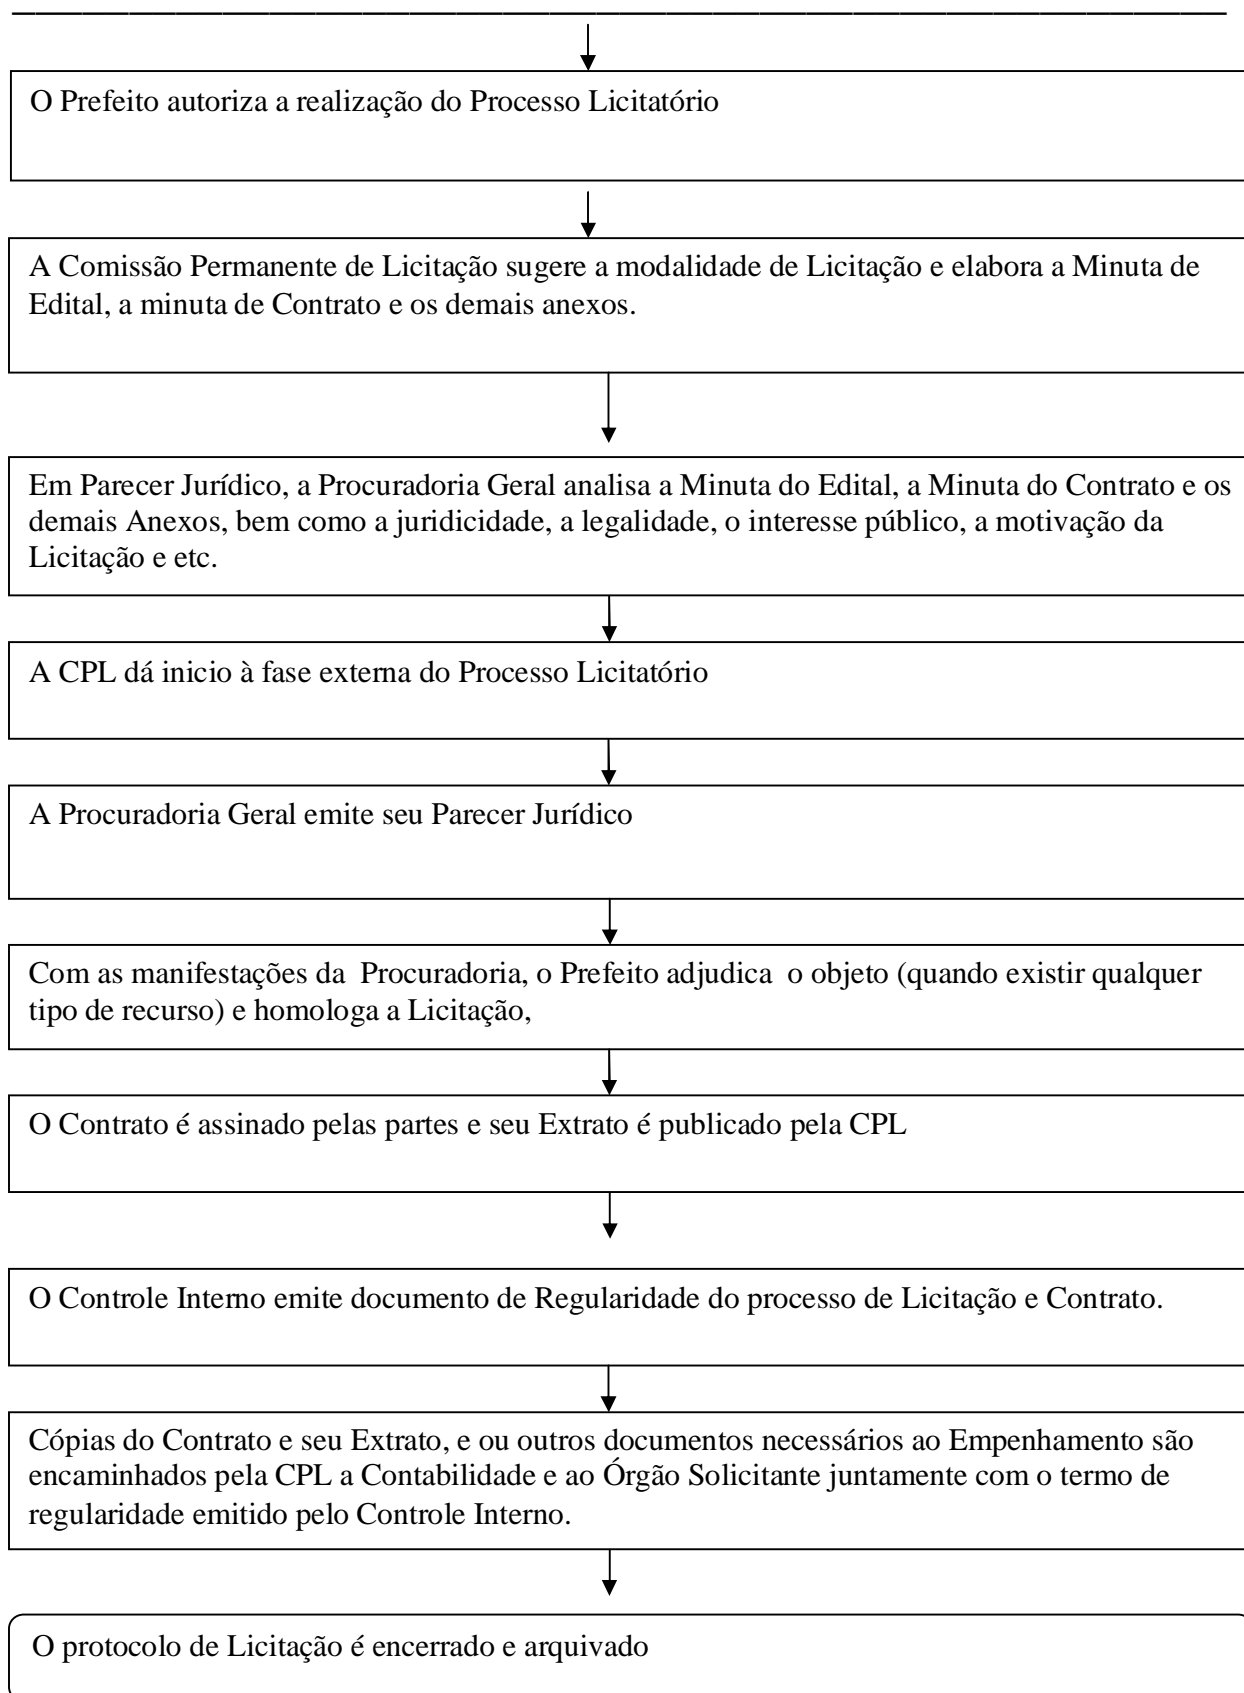 O Prefeito autoriza a realização do Processo Licitatório
A Comissão Permanente de Licitação sugere a modalidade de Licitação e elabora a Minuta de
Edital, a minuta de Contrato e os demais anexos.
Em Parecer Jurídico, a Procuradoria Geral analisa a Minuta do Edital, a Minuta do Contrato e os
demais Anexos, bem como a juridicidade, a legalidade, o interesse público, a motivação da
Licitação e etc.
A CPL dá inicio à fase externa do Processo Licitatório
A Procuradoria Geral emite seu Parecer Jurídico
Com as manifestações da Procuradoria, o Prefeito adjudica o objeto (quando existir qualquer
tipo de recurso) e homologa a Licitação,
O Contrato é assinado pelas partes e seu Extrato é publicado pela CPL
O Controle Interno emite documento de Regularidade do processo de Licitação e Contrato.
Cópias do Contrato e seu Extrato, e ou outros documentos necessários ao Empenhamento são
encaminhados pela CPL a Contabilidade e ao Órgão Solicitante juntamente com o termo de
regularidade emitido pelo Controle Interno.
O protocolo de Licitação é encerrado e arquivado